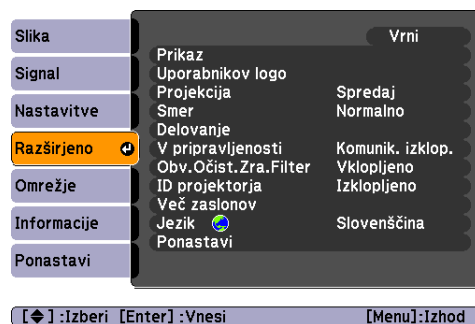 Slika
Signal
Nastavitve
Razširjeno
Omrežje
Informacije
Ponastavi
Vrni
Prikaz
Uporabnikov logo
Projekcija Spredaj
Smer Normalno
Delovanje
V pripravljenosti Komunik. izklop.
Obv.Očist.Zra.Filter Vklopljeno
ID projektorja Izklopljeno
Več zaslonov
Jezik Slovenščina
Ponastavi
[◆] :Izberi [Enter] :Vnesi [Menu]:Izhod